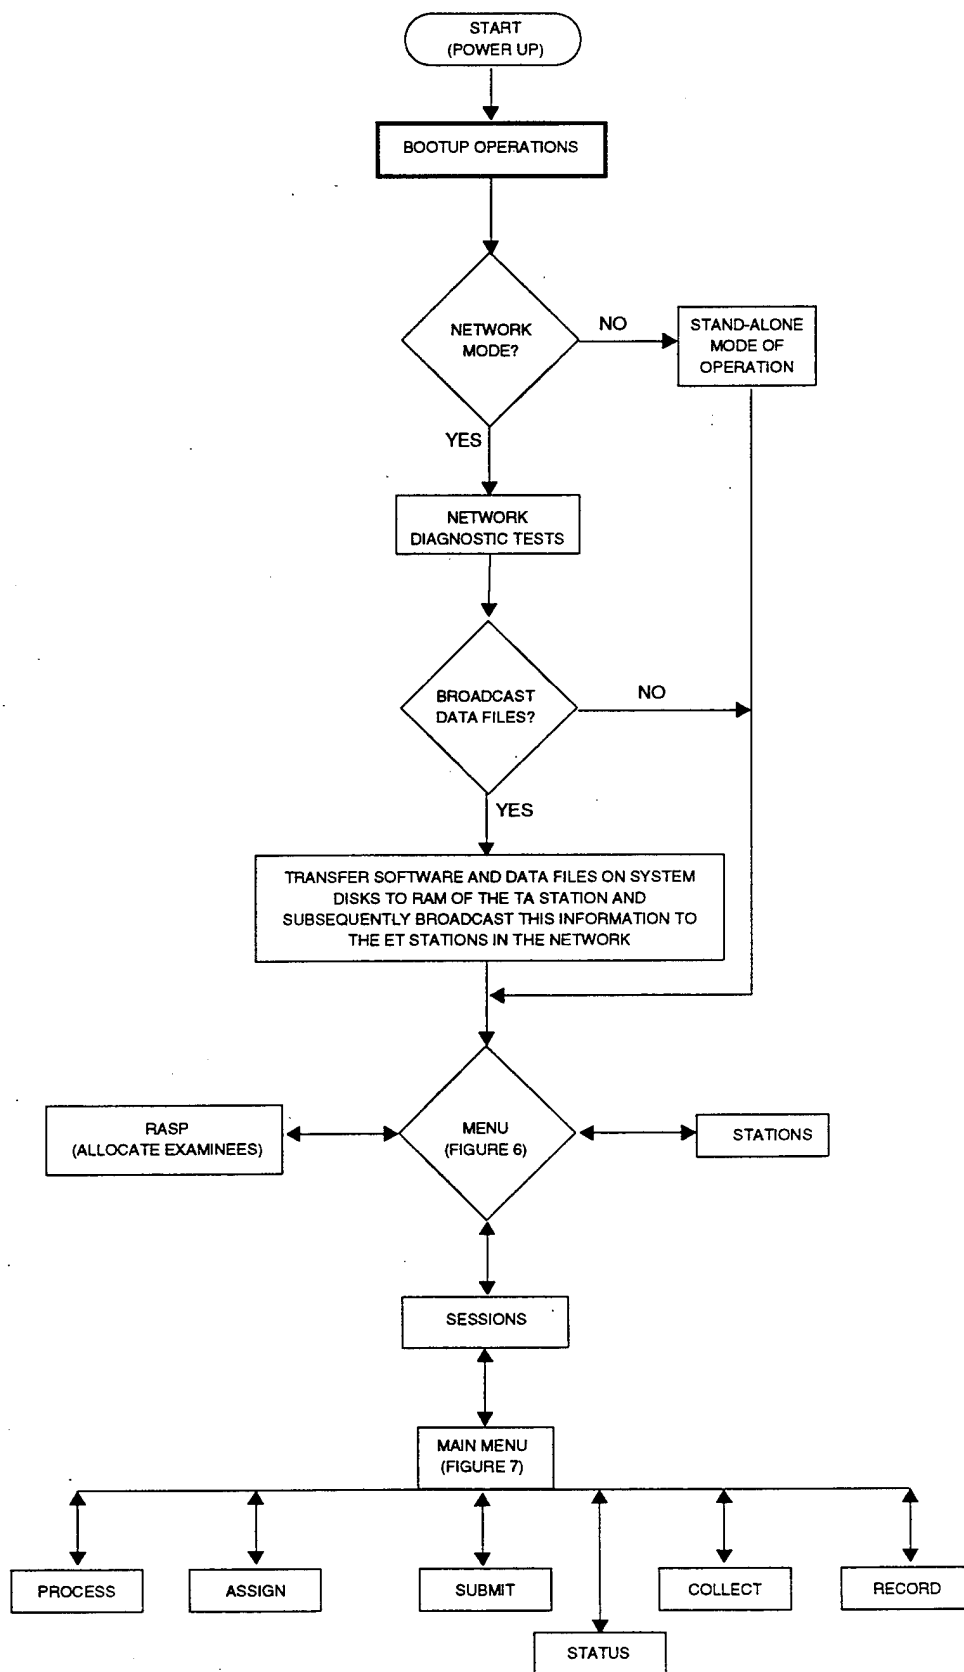 START
(POWER UP)
BOOTUP OPERATIONS
NETWORK
MODE?
NO
STAND-ALONE
MODE OF
OPERATION
YES
NETWORK
DIAGNOSTIC TESTS
BROADCAST
DATA FILES?
NO
YES
TRANSFER SOFTWARE AND DATA FILES ON SYSTEM
DISKS TO RAM OF THE TA STATION AND
SUBSEQUENTLY BROADCAST THIS INFORMATION TO
THE ET STATIONS IN THE NETWORK
RASP
(ALLOCATE EXAMINEES)
MENU
(FIGURE 6)
STATIONS
SESSIONS
MAIN MENU
(FIGURE 7)
PROCESS
ASSIGN
SUBMIT
COLLECT
RECORD
STATUS